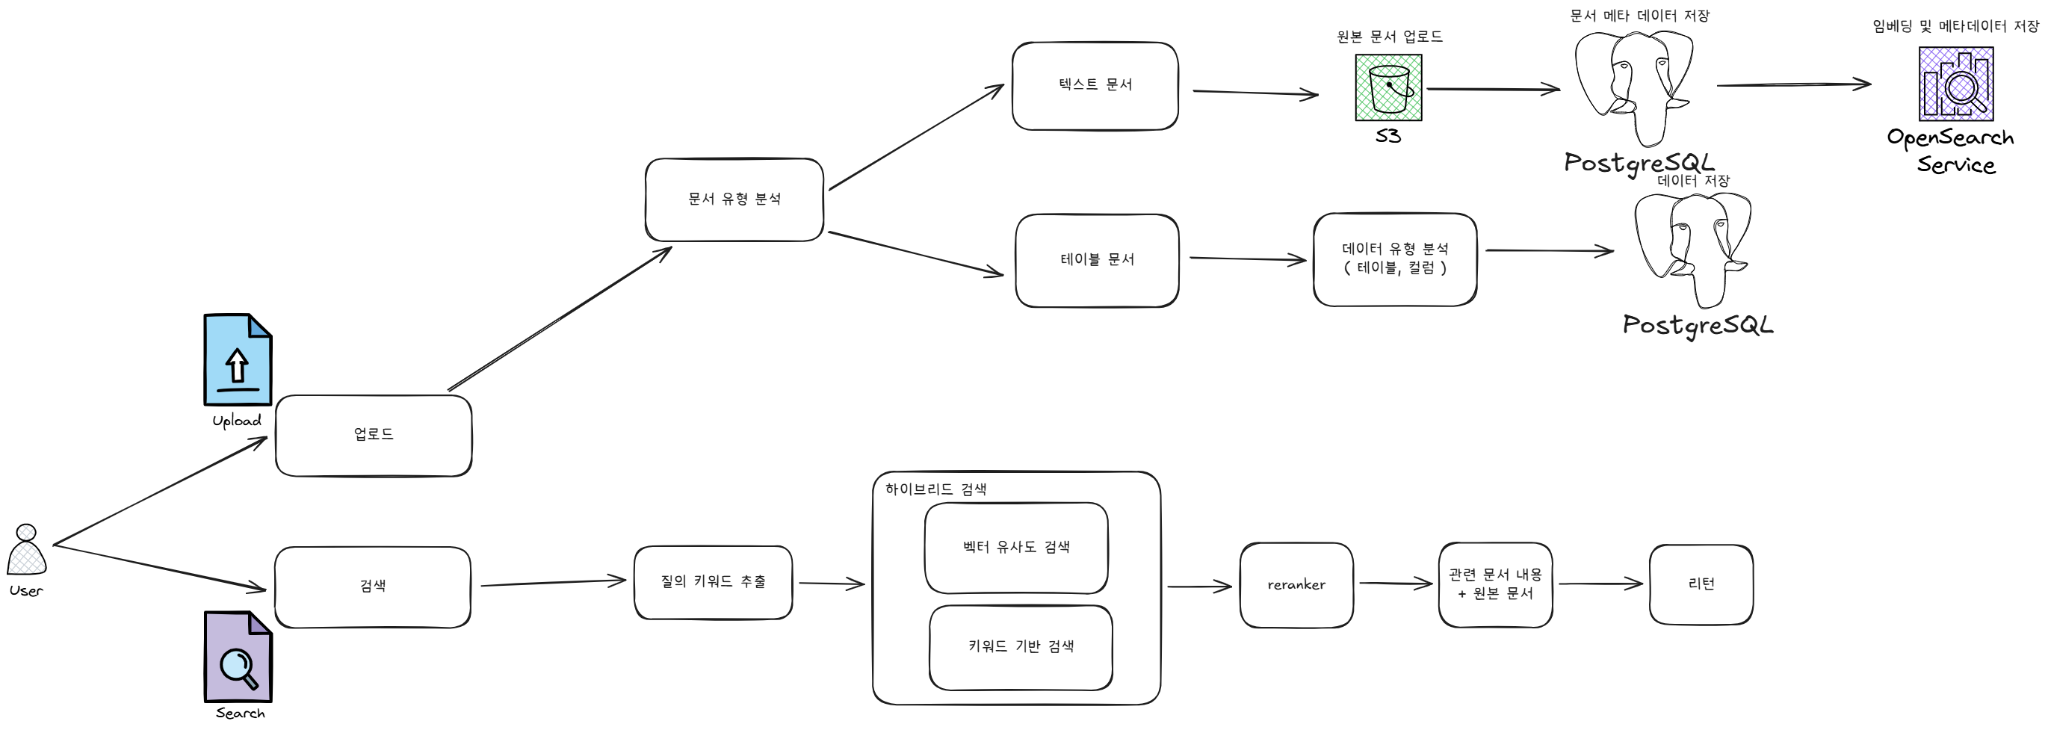 문서 메타 데이터 저장
임베딩 및 메타데이터 저장
원본 문서 업로드
텍스트 문서
S3
PostgreSQL
OpenSearch
Service
데이터 저장
문서 유형 분석
테이블 문서
데이터 유형 분석
( 테이블, 컬럼 )
PostgreSQL
Upload
업로드
User
검색
Search
질의 키워드 추출
하이브리드 검색
벡터 유사도 검색
키워드 기반 검색
reranker
관련 문서 내용
+ 원본 문서
리턴